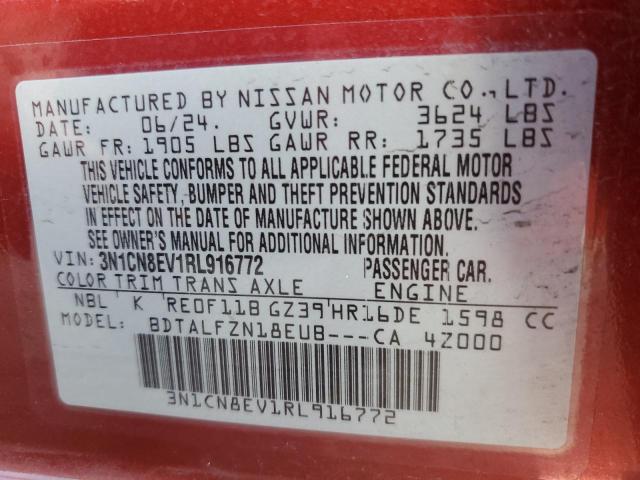 MANUFACTURED BY NISSAN MOTOR CO., LTD.
DATE: 06/24. GVWR: 3624 LBS
GAWR FR: 1905 LBS GAWR RR: 1735 LBS
THIS VEHICLE CONFORMS TO ALL APPLICABLE FEDERAL MOTOR
VEHICLE SAFETY, BUMPER AND THEFT PREVENTION STANDARDS
IN EFFECT ON THE DATE OF MANUFACTURE SHOWN ABOVE.
SEE OWNER'S MANUAL FOR ADDITIONAL INFORMATION.
VIN: 3N1CN8EV1RL916772 PASSENGER CAR.
COLOR TRIM TRANS AXLE ENGINE
NBL K RE0F11B GZ39 HR16DE 1598 CC
MODEL: BDTALFZN18EUB---CA 4Z000
3N1CN8EV1RL916772